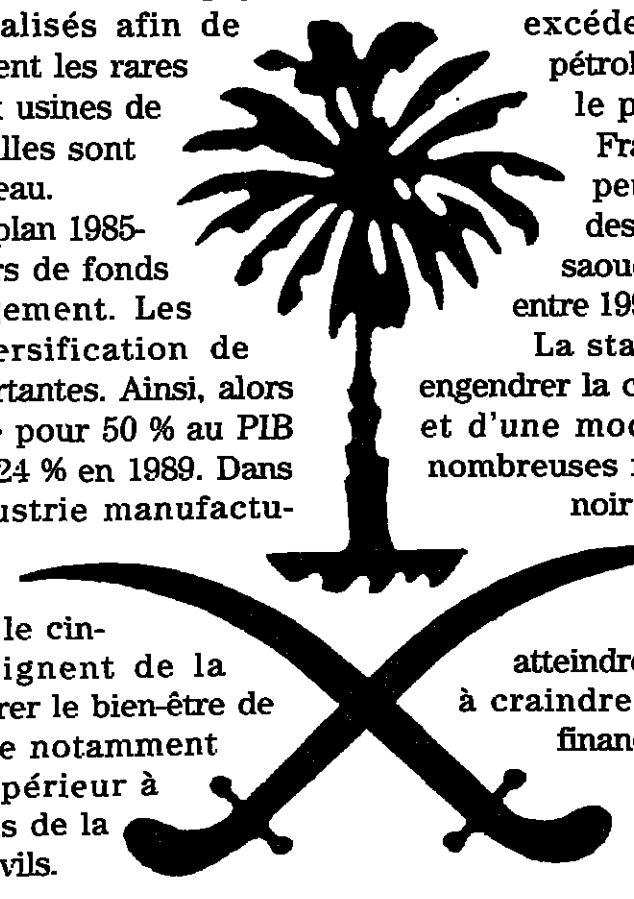 alisés afin de
ent les rares
usines de
lles sont
eau.
plan 1985-
rs de fonds
gement. Les
ersification de
rtantes. Ainsi, alors
pour 50 % au PIB
24 % en 1989. Dans
ustrie manufactu-
le cin-
ignent de la
rer le bien-être de
e notamment
périeur à
s de la
vils.
excéde
pétrol
le p
Fra
peu
des
saoud
entre 199
La sta
engendrer la c
et d'une mod
nombreuses
noir
atteindre
à craindre
financ